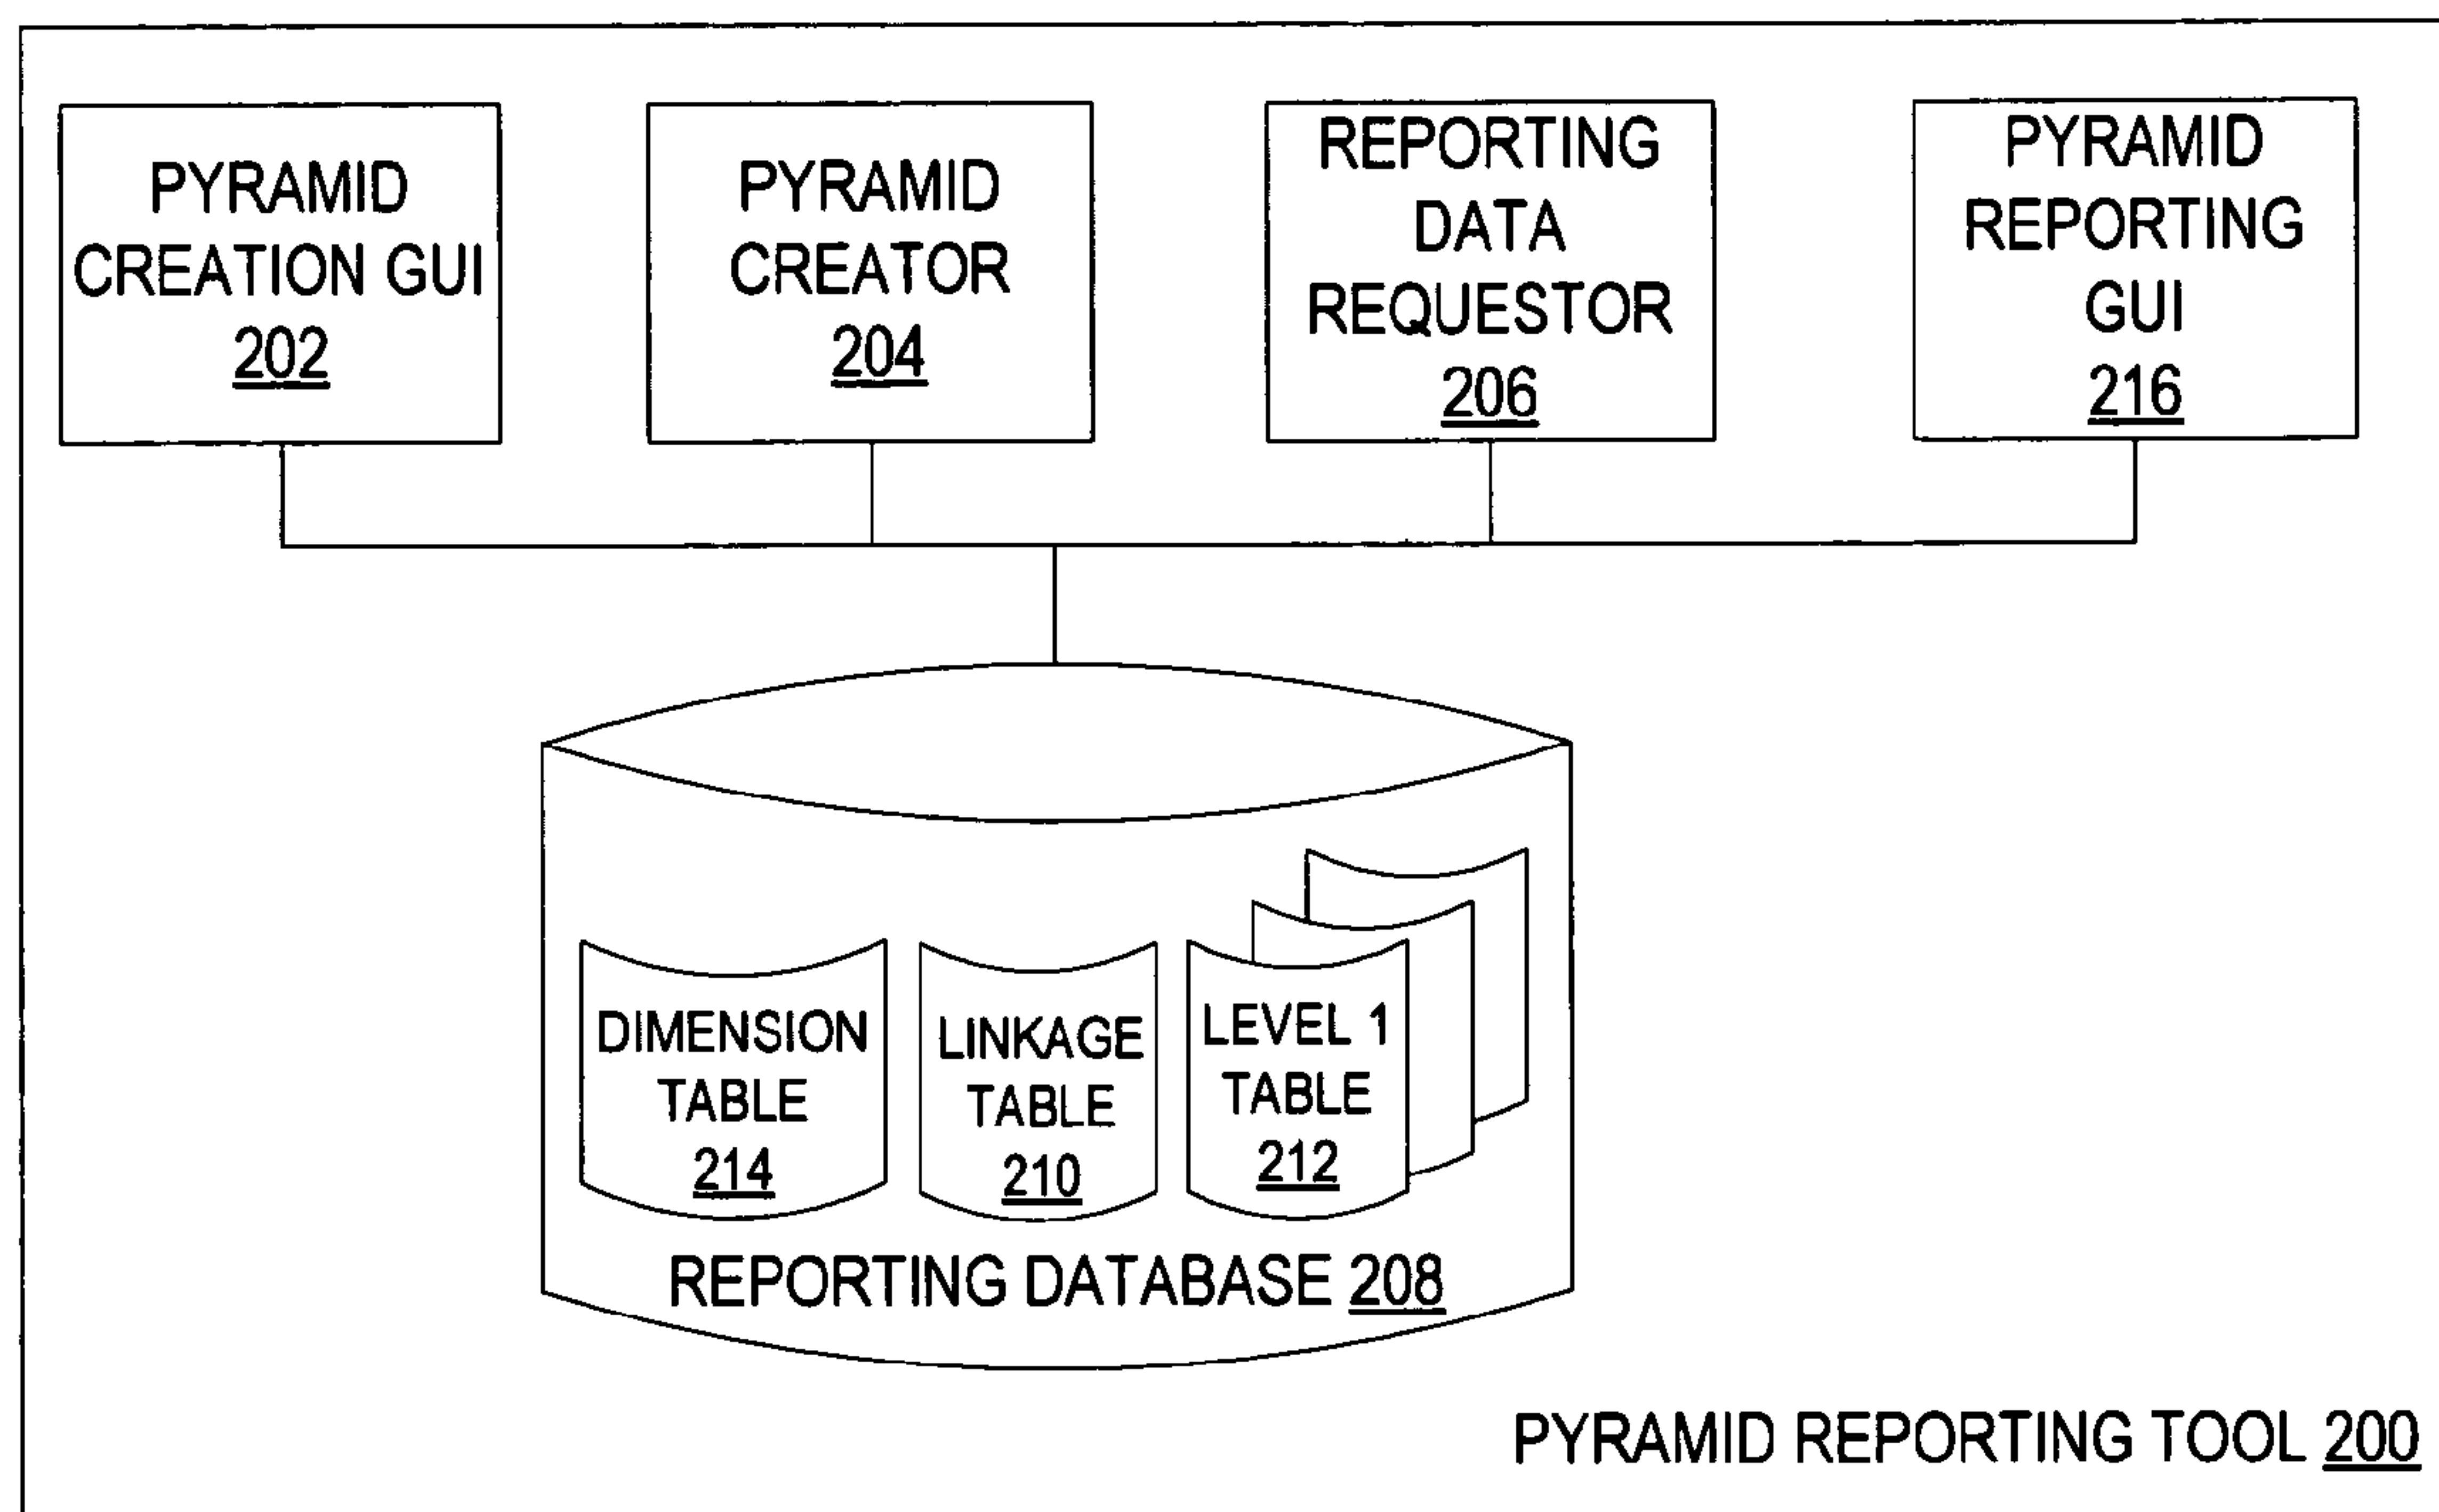 PYRAMID
CREATION GUI
202
PYRAMID
CREATOR
204
REPORTING
DATA
REQUESTOR
206
PYRAMID
REPORTING
GUI
216
DIMENSION
TABLE
214
LINKAGE
TABLE
210
LEVEL 1
TABLE
212
REPORTING DATABASE 208
PYRAMID REPORTING TOOL 200